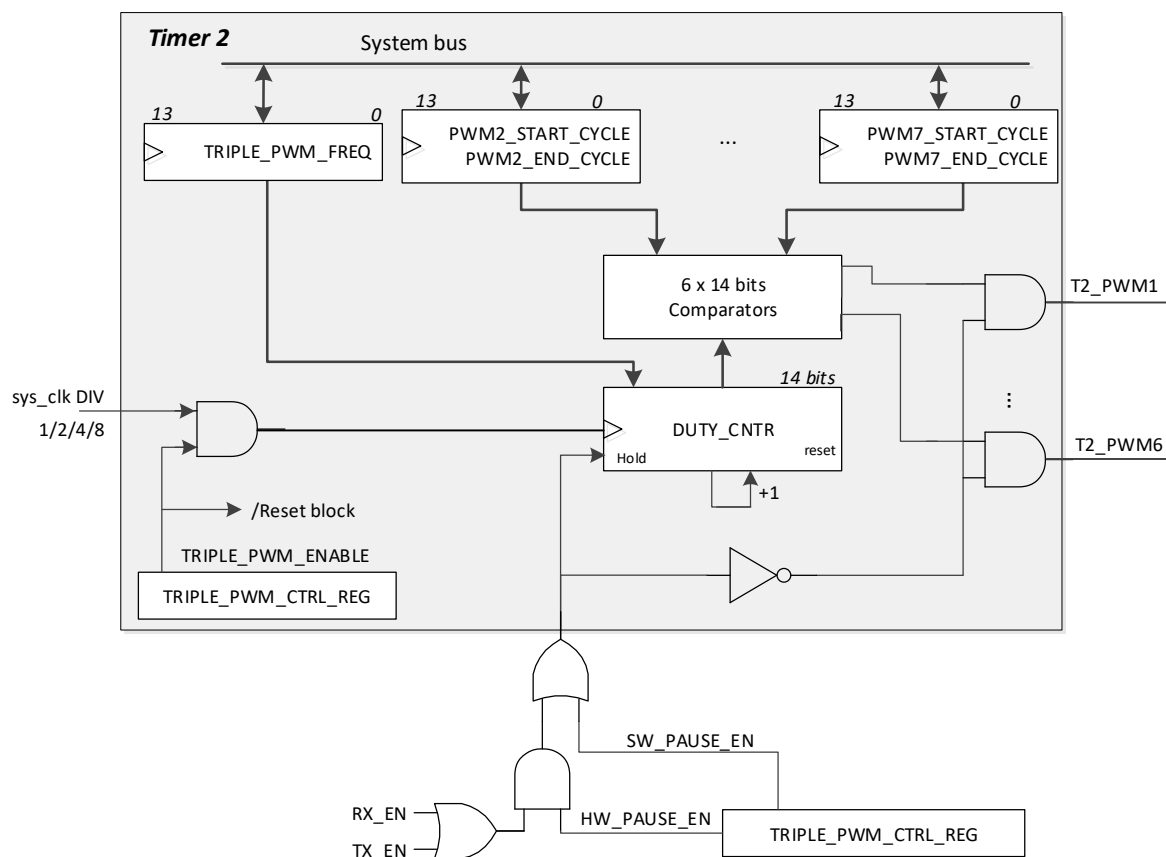 Timer 2
System bus
13
0
13
0
13
0
TRIPLE_PWM_FREQ
PWM2_START_CYCLE
PWM2_END_CYCLE
...
PWM7_START_CYCLE
PWM7_END_CYCLE
6 x 14 bits
Comparators
T2_PWM1
14 bits
sys_clk DIV
1/2/4/8
DUTY_CNTR
Hold
reset
...
T2_PWM6
+1
/Reset block
TRIPLE_PWM_ENABLE
TRIPLE_PWM_CTRL_REG
SW_PAUSE_EN
RX_EN
HW_PAUSE_EN
TRIPLE_PWM_CTRL_REG
TX_EN